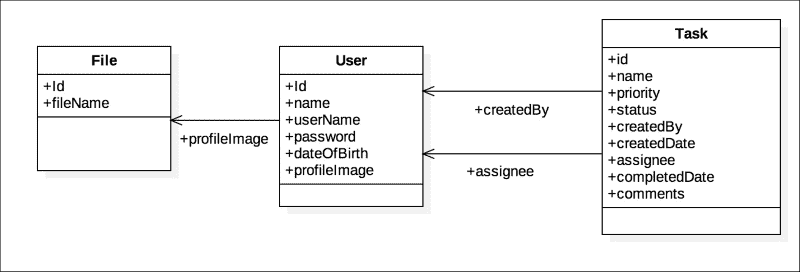 File
+Id
+fileName
+profileImage
User
+Id
+name
+userName
+password
+dateOfBirth
+profileImage
+createdBy
+assignee
Task
+id
+name
+priority
+status
+createdBy
+createdDate
+assignee
+completedDate
+comments